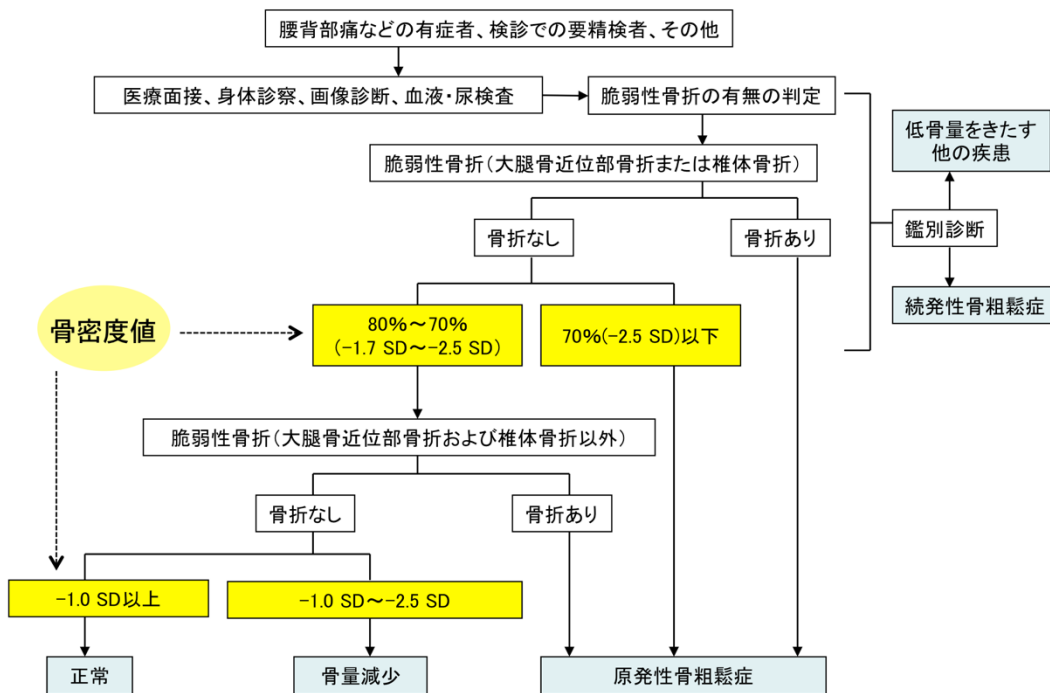 腰背部痛などの有症者、検診での要精検者、その他
医療面接、身体診察、画像診断、血液・尿検査
脆弱性骨折の有無の判定
低骨量をきたす
他の疾患
脆弱性骨折(大腿骨近位部骨折または椎体骨折)
骨折なし
骨折あり
鑑別診断
続発性骨粗鬆症
骨密度値
80%～70%
(-1.7 SD～-2.5 SD)
70%(-2.5 SD)以下
脆弱性骨折(大腿骨近位部骨折および椎体骨折以外)
骨折なし
骨折あり
-1.0 SD以上
-1.0 SD～-2.5 SD
正常
骨量減少
原発性骨粗鬆症